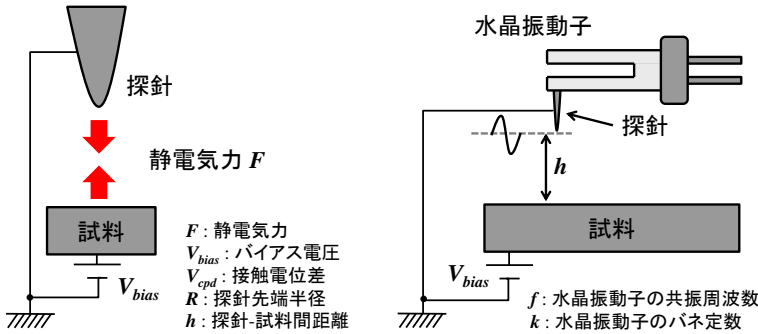 探針
静電気力 F
試料
V_bias
F : 静電気力
V_bias : バイアス電圧
V_cpd : 接触電位差
R : 探針先端半径
h : 探針-試料間距離
水晶振動子
探針
h
試料
V_bias
f : 水晶振動子の共振周波数
k : 水晶振動子のバネ定数